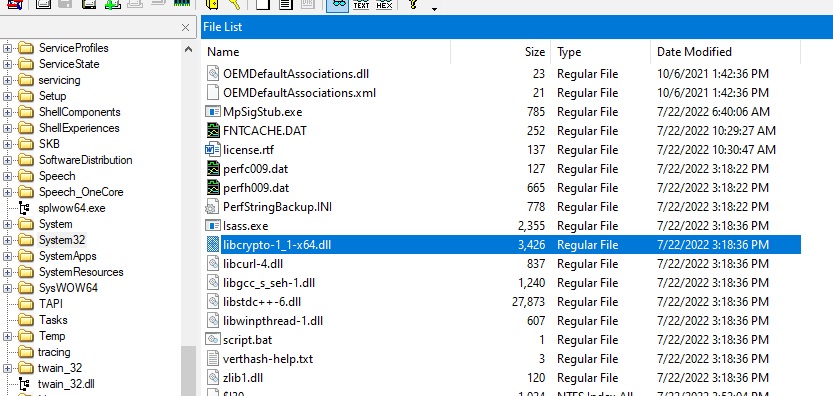 TEXT HEX ?
File List
Name Size Type Date Modified
ServiceProfiles
ServiceState
servicing
Setup
ShellComponents
ShellExperiences
SKB
SoftwareDistribution
Speech
Speech_OneCore
splwow64.exe
System
System32
SystemApps
SystemResources
SysWOW64
TAPI
Tasks
Temp
tracing
twain_32
twain_32.dll
OEMDefaultAssociations.dll 23 Regular File 10/6/2021 1:42:36 PM
OEMDefaultAssociations.xml 21 Regular File 10/6/2021 1:42:36 PM
MpSigStub.exe 785 Regular File 7/22/2022 6:40:06 AM
FNTCACHE.DAT 252 Regular File 7/22/2022 10:29:27 AM
license.rtf 137 Regular File 7/22/2022 10:30:47 AM
perfc009.dat 127 Regular File 7/22/2022 3:18:22 PM
perfh009.dat 665 Regular File 7/22/2022 3:18:22 PM
PerfStringBackup.INI 778 Regular File 7/22/2022 3:18:22 PM
lsass.exe 2,355 Regular File 7/22/2022 3:18:36 PM
libcrypto-1_1-x64.dll 3,426 Regular File 7/22/2022 3:18:36 PM
libcurl-4.dll 837 Regular File 7/22/2022 3:18:36 PM
libgcc_s_seh-1.dll 1,240 Regular File 7/22/2022 3:18:36 PM
libstdc++-6.dll 27,873 Regular File 7/22/2022 3:18:36 PM
libwinpthread-1.dll 607 Regular File 7/22/2022 3:18:36 PM
script.bat 1 Regular File 7/22/2022 3:18:36 PM
verthash-help.txt 3 Regular File 7/22/2022 3:18:36 PM
zlib1.dll 120 Regular File 7/22/2022 3:18:36 PM